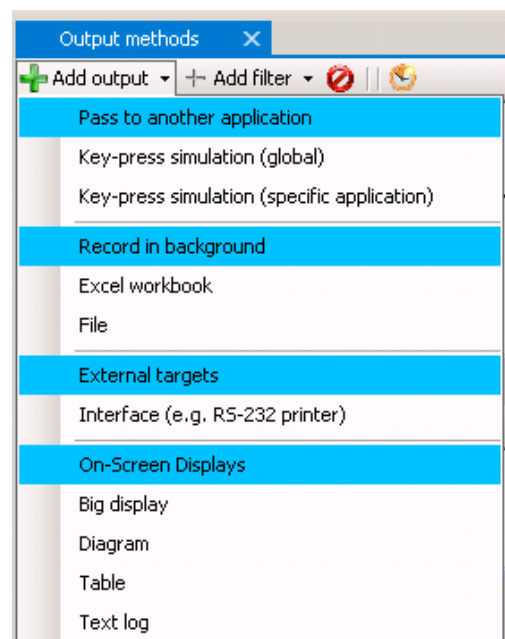 Output methods
Add output Add filter
Pass to another application
Key-press simulation (global)
Key-press simulation (specific application)
Record in background
Excel workbook
File
External targets
Interface (e.g. RS-232 printer)
On-Screen Displays
Big display
Diagram
Table
Text log